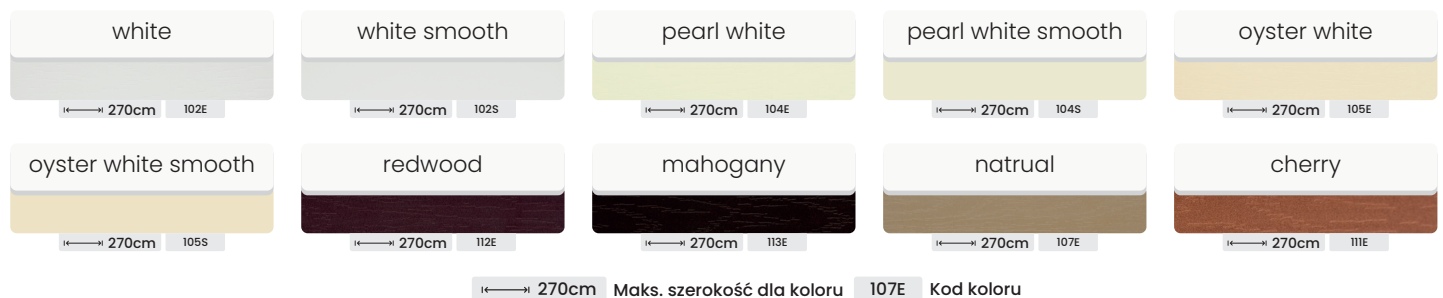 white
white smooth
pearl white
pearl white smooth
oyster white
270cm 102E
270cm 102S
270cm 104E
270cm 104S
270cm 105E
oyster white smooth
redwood
mahogany
natrual
cherry
270cm 105S
270cm 112E
270cm 113E
270cm 107E
270cm 111E
270cm Maks. szerokość dla koloru 107E Kod koloru